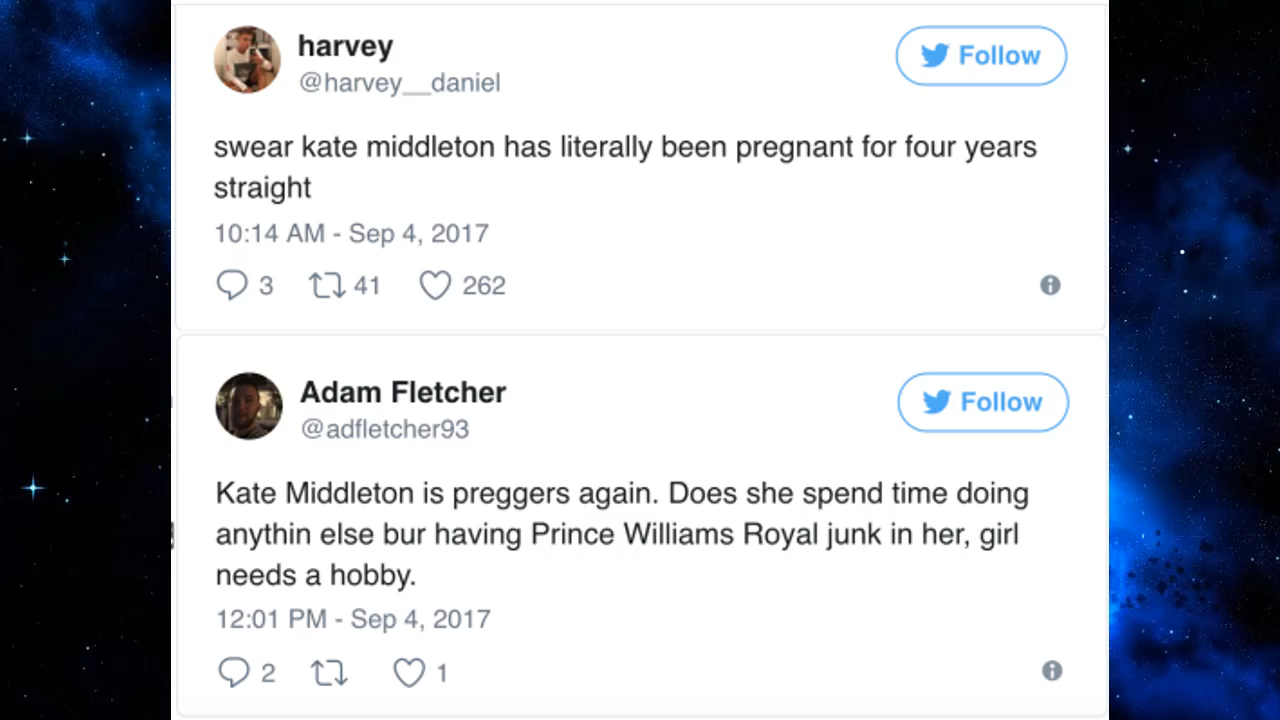 harvey
@harvey__daniel
Follow
swear kate middleton has literally been pregnant for four years
straight
10:14 AM - Sep 4, 2017
3 41 262
Adam Fletcher
@adfletcher93
Follow
Kate Middleton is preggers again. Does she spend time doing
anythin else bur having Prince Williams Royal junk in her, girl
needs a hobby.
12:01 PM - Sep 4, 2017
2 1